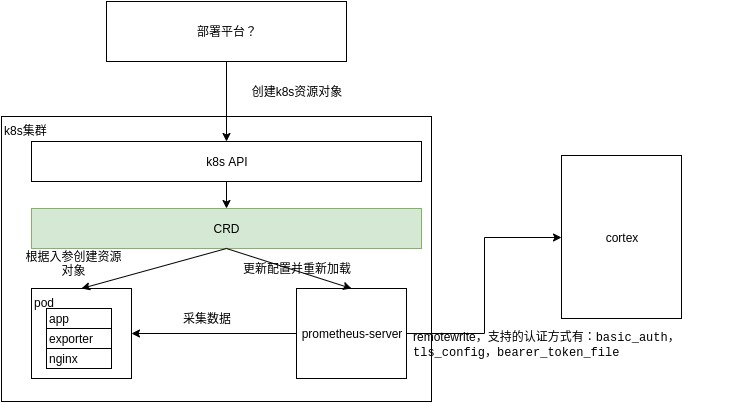 部署平台？
创建k8s资源对象
k8s集群
k8s API
CRD
根据入参创建资源
对象
更新配置并重新加载
pod
app
exporter
nginx
采集数据
prometheus-server
cortex
remotewrite，支持的认证方式有：basic_auth，
tls_config，bearer_token_file